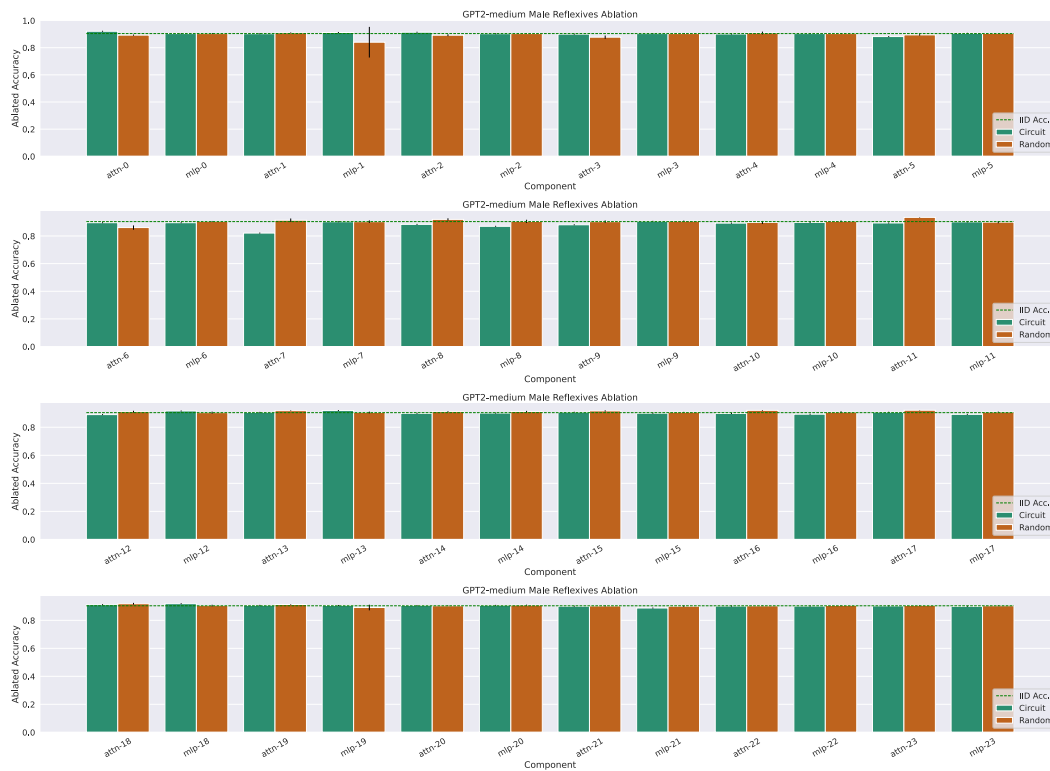 GPT2-medium Male Reflexives Ablation
1.0
0.8
0.6
0.4
0.2
0.0
Ablated Accuracy
IID Acc.
Circuit
Random
attn-0 mlp-0 attn-1 mlp-1 attn-2 mlp-2 attn-3 mlp-3 attn-4 mlp-4 attn-5 mlp-5
Component
GPT2-medium Male Reflexives Ablation
0.8
0.6
0.4
0.2
0.0
Ablated Accuracy
IID Acc.
Circuit
Random
attn-6 mlp-6 attn-7 mlp-7 attn-8 mlp-8 attn-9 mlp-9 attn-10 mlp-10 attn-11 mlp-11
Component
GPT2-medium Male Reflexives Ablation
0.8
0.6
0.4
0.2
0.0
Ablated Accuracy
IID Acc.
Circuit
Random
attn-12 mlp-12 attn-13 mlp-13 attn-14 mlp-14 attn-15 mlp-15 attn-16 mlp-16 attn-17 mlp-17
Component
GPT2-medium Male Reflexives Ablation
0.8
0.6
0.4
0.2
0.0
Ablated Accuracy
IID Acc.
Circuit
Random
attn-18 mlp-18 attn-19 mlp-19 attn-20 mlp-20 attn-21 mlp-21 attn-22 mlp-22 attn-23 mlp-23
Component